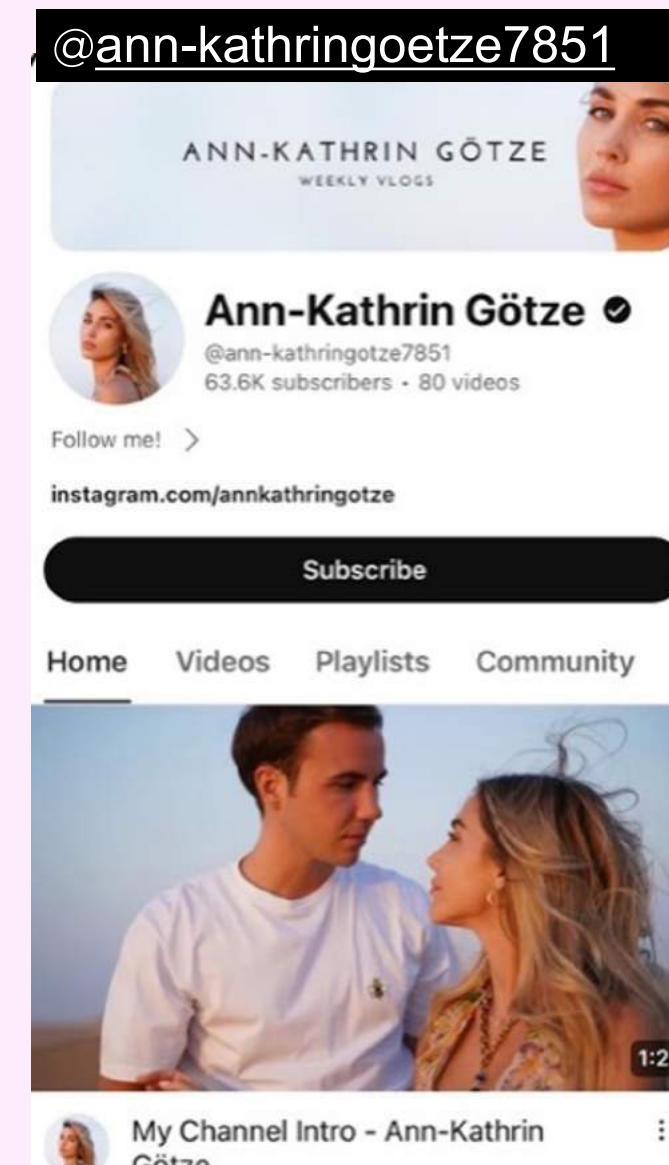 @ann-kathringoetze7851
ANN-KATHRIN GÖTZE
WEEKLY VLOGS
Ann-Kathrin Götze
@ann-kathringotze7851
63.6K subscribers • 80 videos
Follow me!
instagram.com/annkathringotze
Subscribe
Home Videos Playlists Community
1:2
My Channel Intro - Ann-Kathrin
Götze